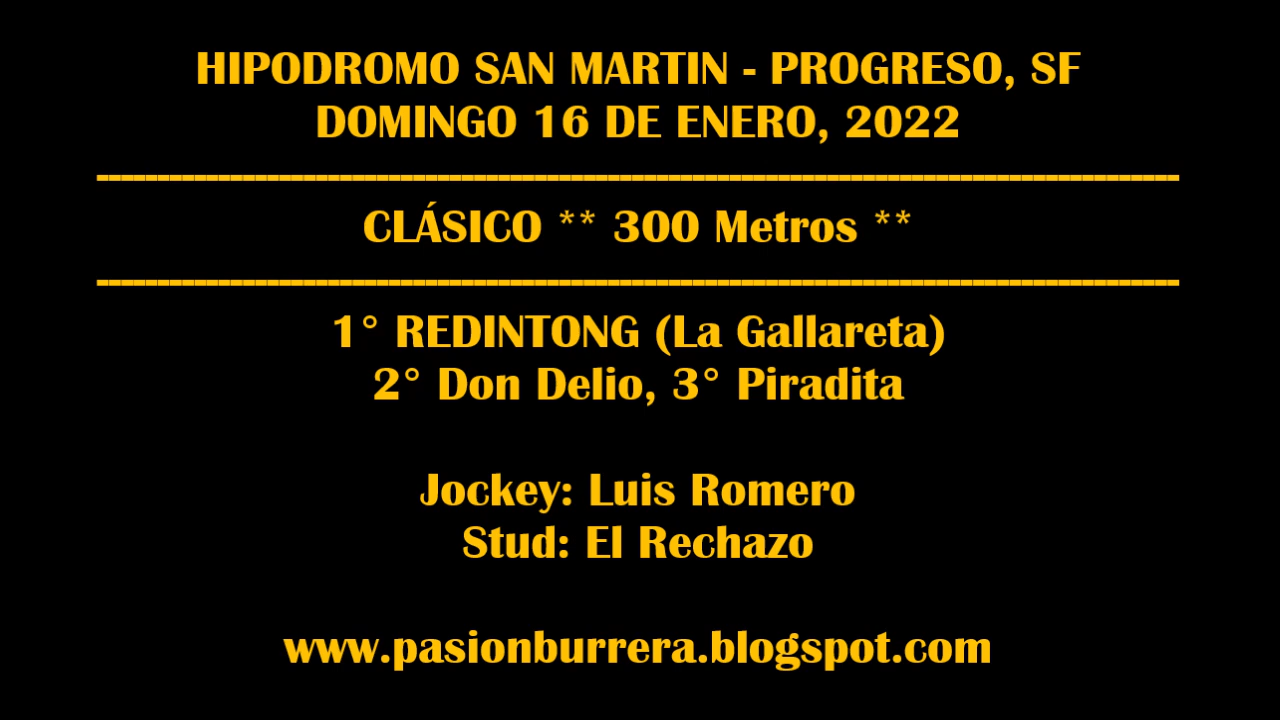 HIPODROMO SAN MARTIN - PROGRESO, SF
DOMINGO 16 DE ENERO, 2022
CLÁSICO ** 300 Metros **
1° REDINTONG (La Gallareta)
2° Don Delio, 3° Piradita
Jockey: Luis Romero
Stud: El Rechazo
www.pasionburrera.blogspot.com